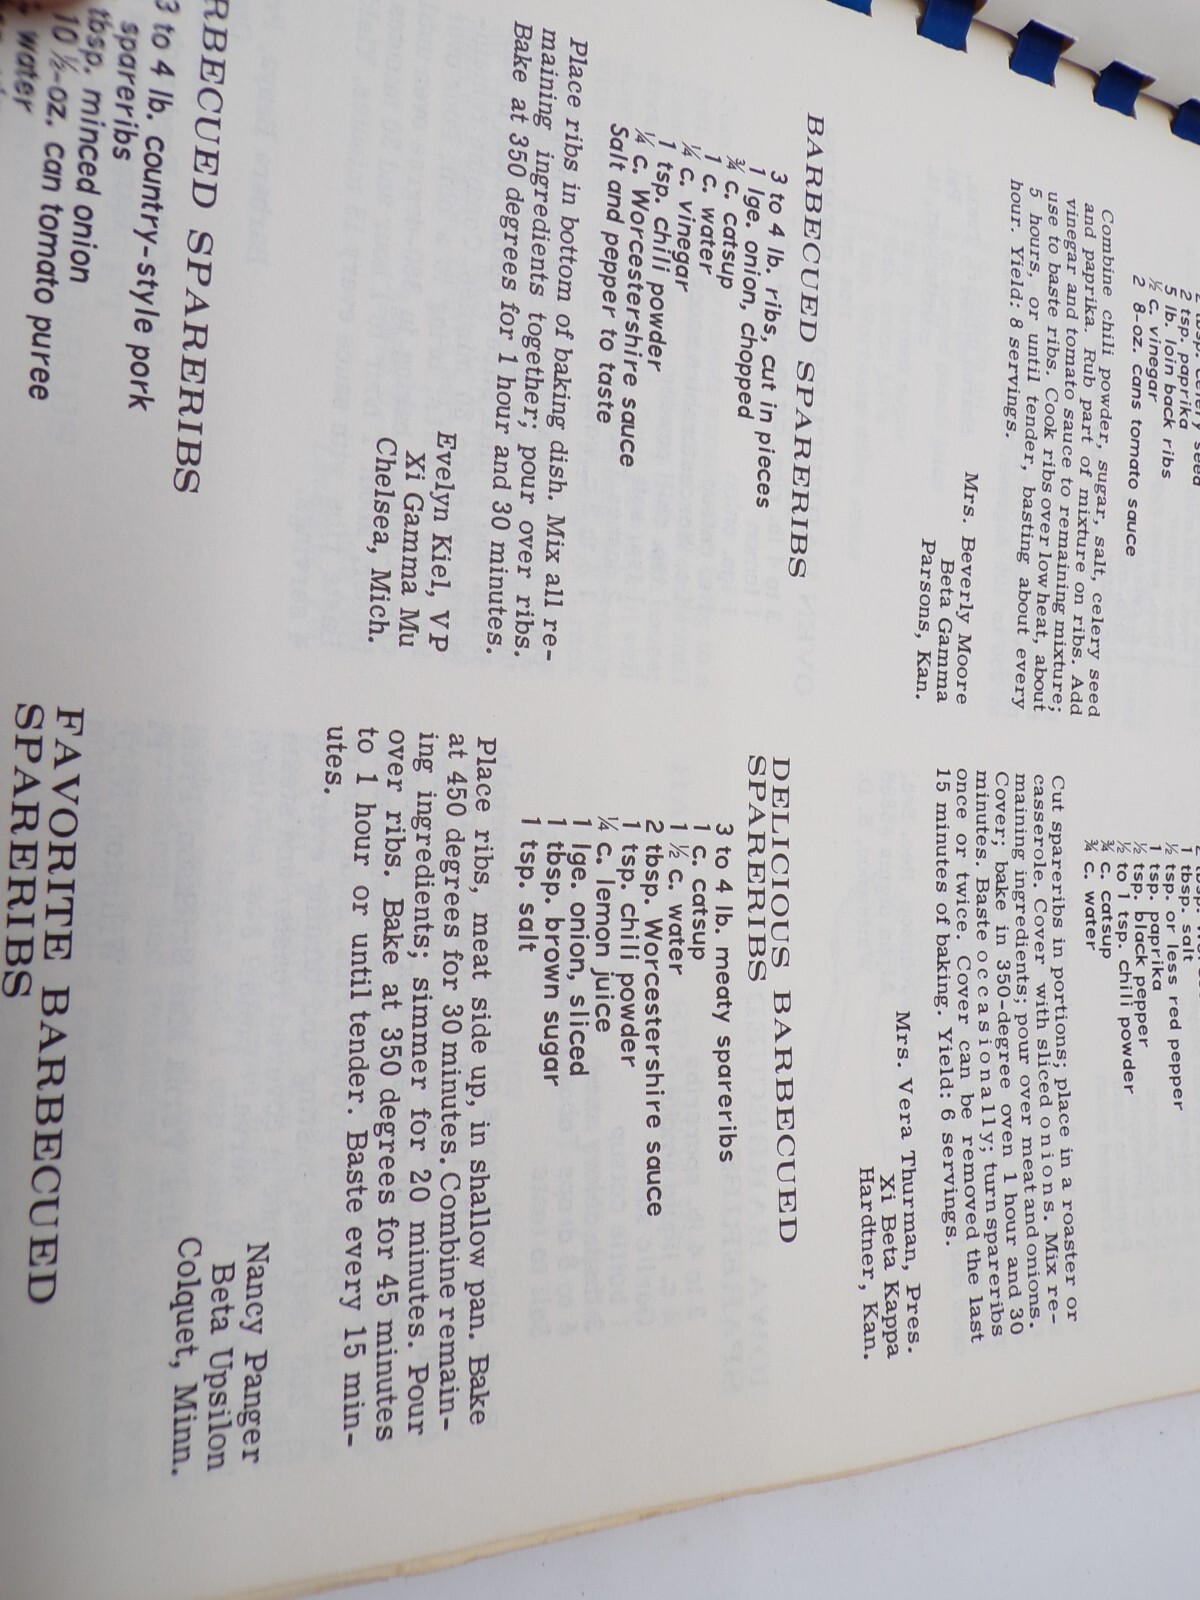 2 tsp. paprika
5 lb. loin back ribs
½ c. vinegar
2 8-oz. cans tomato sauce
Combine chili powder, sugar, salt, celery seed
and paprika. Rub part of mixture on ribs. Add
vinegar and tomato sauce to remaining mixture;
use to baste ribs. Cook ribs over low heat, about
5 hours, or until tender, basting about every
hour. Yield: 8 servings.
Mrs. Beverly Moore
Beta Gamma
Parsons, Kan.
BARBECUED SPARERIBS
3 to 4 lb. ribs, cut in pieces
1 lge. onion, chopped
¾ c. catsup
1 c. water
¼ c. vinegar
1 tsp. chili powder
¼ c. Worcestershire sauce
Salt and pepper to taste
Place ribs in bottom of baking dish. Mix all re-
maining ingredients together; pour over ribs.
Bake at 350 degrees for 1 hour and 30 minutes.
Evelyn Kiel, VP
Xi Gamma Mu
Chelsea, Mich.
RBECUED SPARERIBS
3 to 4 lb. country-style pork
spareribs
tbsp. minced onion
10 ½-oz. can tomato puree
water
1 tbsp. salt
½ tsp. or less red pepper
1 tsp. paprika
½ tsp. black pepper
½ to 1 tsp. chili powder
¾ c. catsup
¾ c. water
Cut spareribs in portions; place in a roaster or
casserole. Cover with sliced onions. Mix re-
maining ingredients; pour over meat and onions.
Cover; bake in 350-degree oven 1 hour and 30
minutes. Baste occasionally; turn spareribs
once or twice. Cover can be removed the last
15 minutes of baking. Yield: 6 servings.
Mrs. Vera Thurman, Pres.
Xi Beta Kappa
Hardtner, Kan.
DELICIOUS BARBECUED
SPARERIBS
3 to 4 lb. meaty spareribs
1 c. catsup
1 ½ c. water
2 tbsp. Worcestershire sauce
1 tsp. chili powder
¼ c. lemon juice
1 lge. onion, sliced
1 tbsp. brown sugar
1 tsp. salt
Place ribs, meat side up, in shallow pan. Bake
at 450 degrees for 30 minutes. Combine remain-
ing ingredients; simmer for 20 minutes. Pour
over ribs. Bake at 350 degrees for 45 minutes
to 1 hour or until tender. Baste every 15 min-
utes.
Nancy Panger
Beta Upsilon
Colquet, Minn.
FAVORITE BARBECUED
SPARERIBS